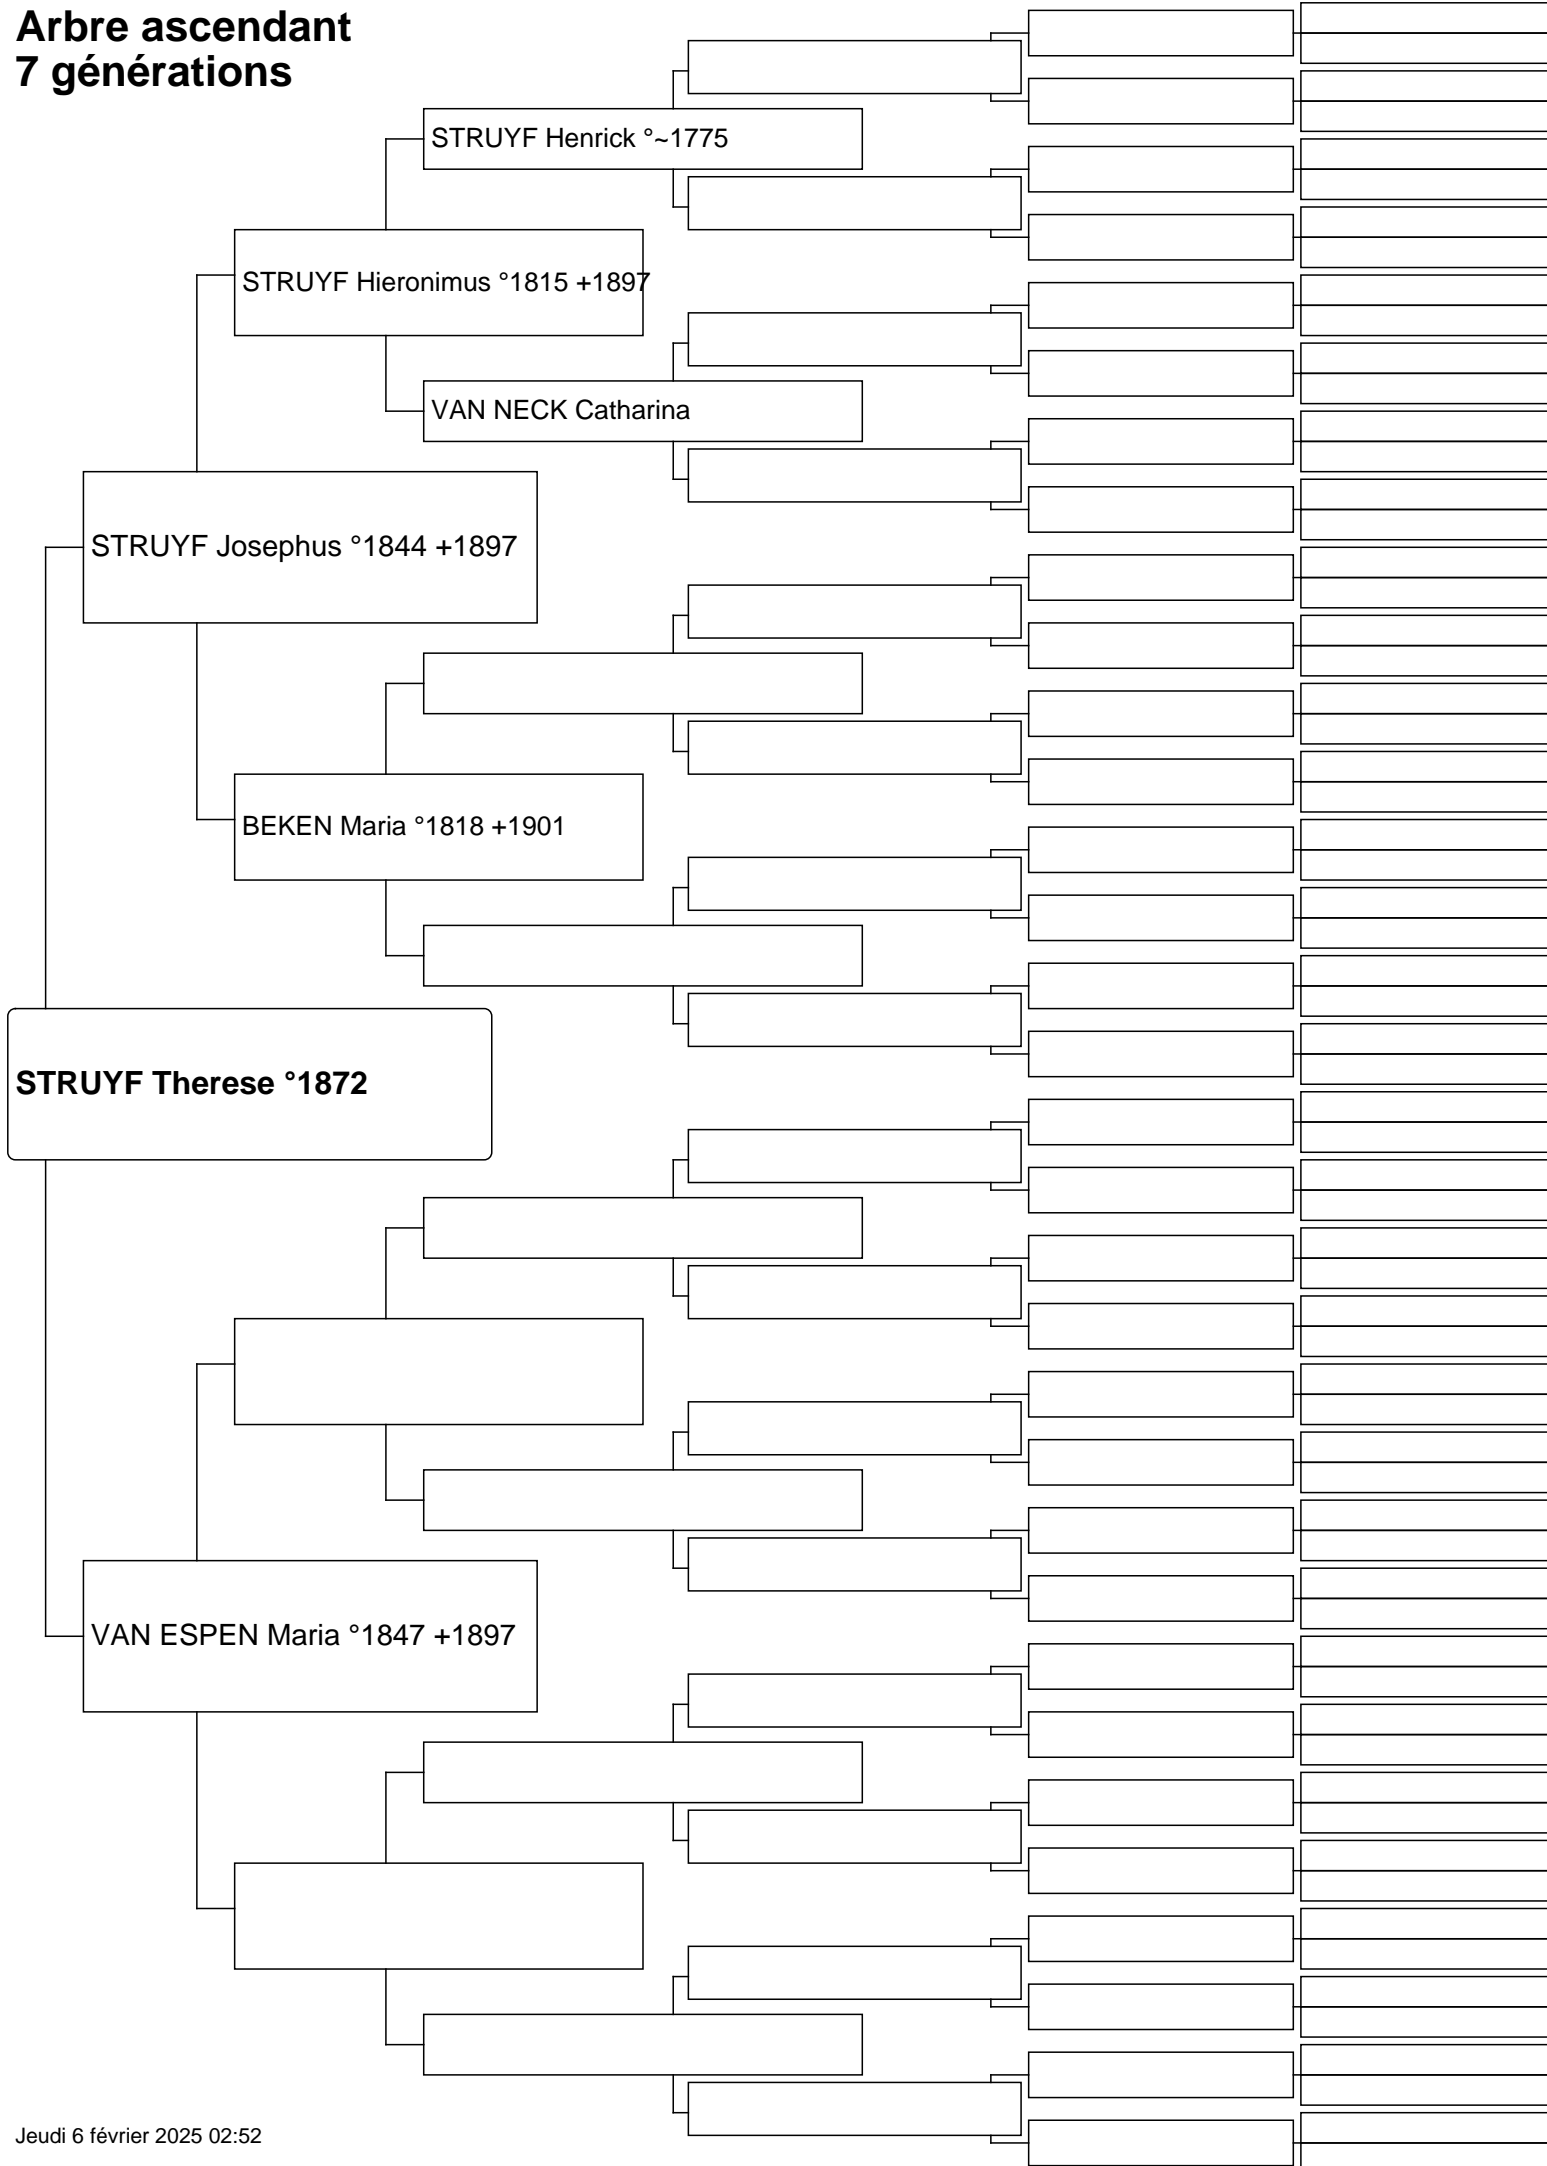 Arbre ascendant
7 générations
STRUYF Henrick °~1775
STRUYF Hieronimus °1815 +1897
VAN NECK Catharina
STRUYF Josephus °1844 +1897
BEKEN Maria °1818 +1901
STRUYF Therese °1872
VAN ESPEN Maria °1847 +1897
Jeudi 6 février 2025 02:52